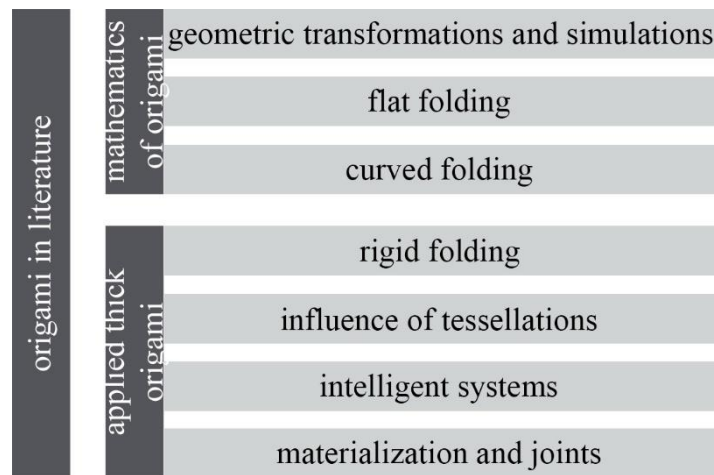 origami in literature
mathematics
of origami
geometric transformations and simulations
flat folding
curved folding
applied thick
origami
rigid folding
influence of tessellations
intelligent systems
materialization and joints